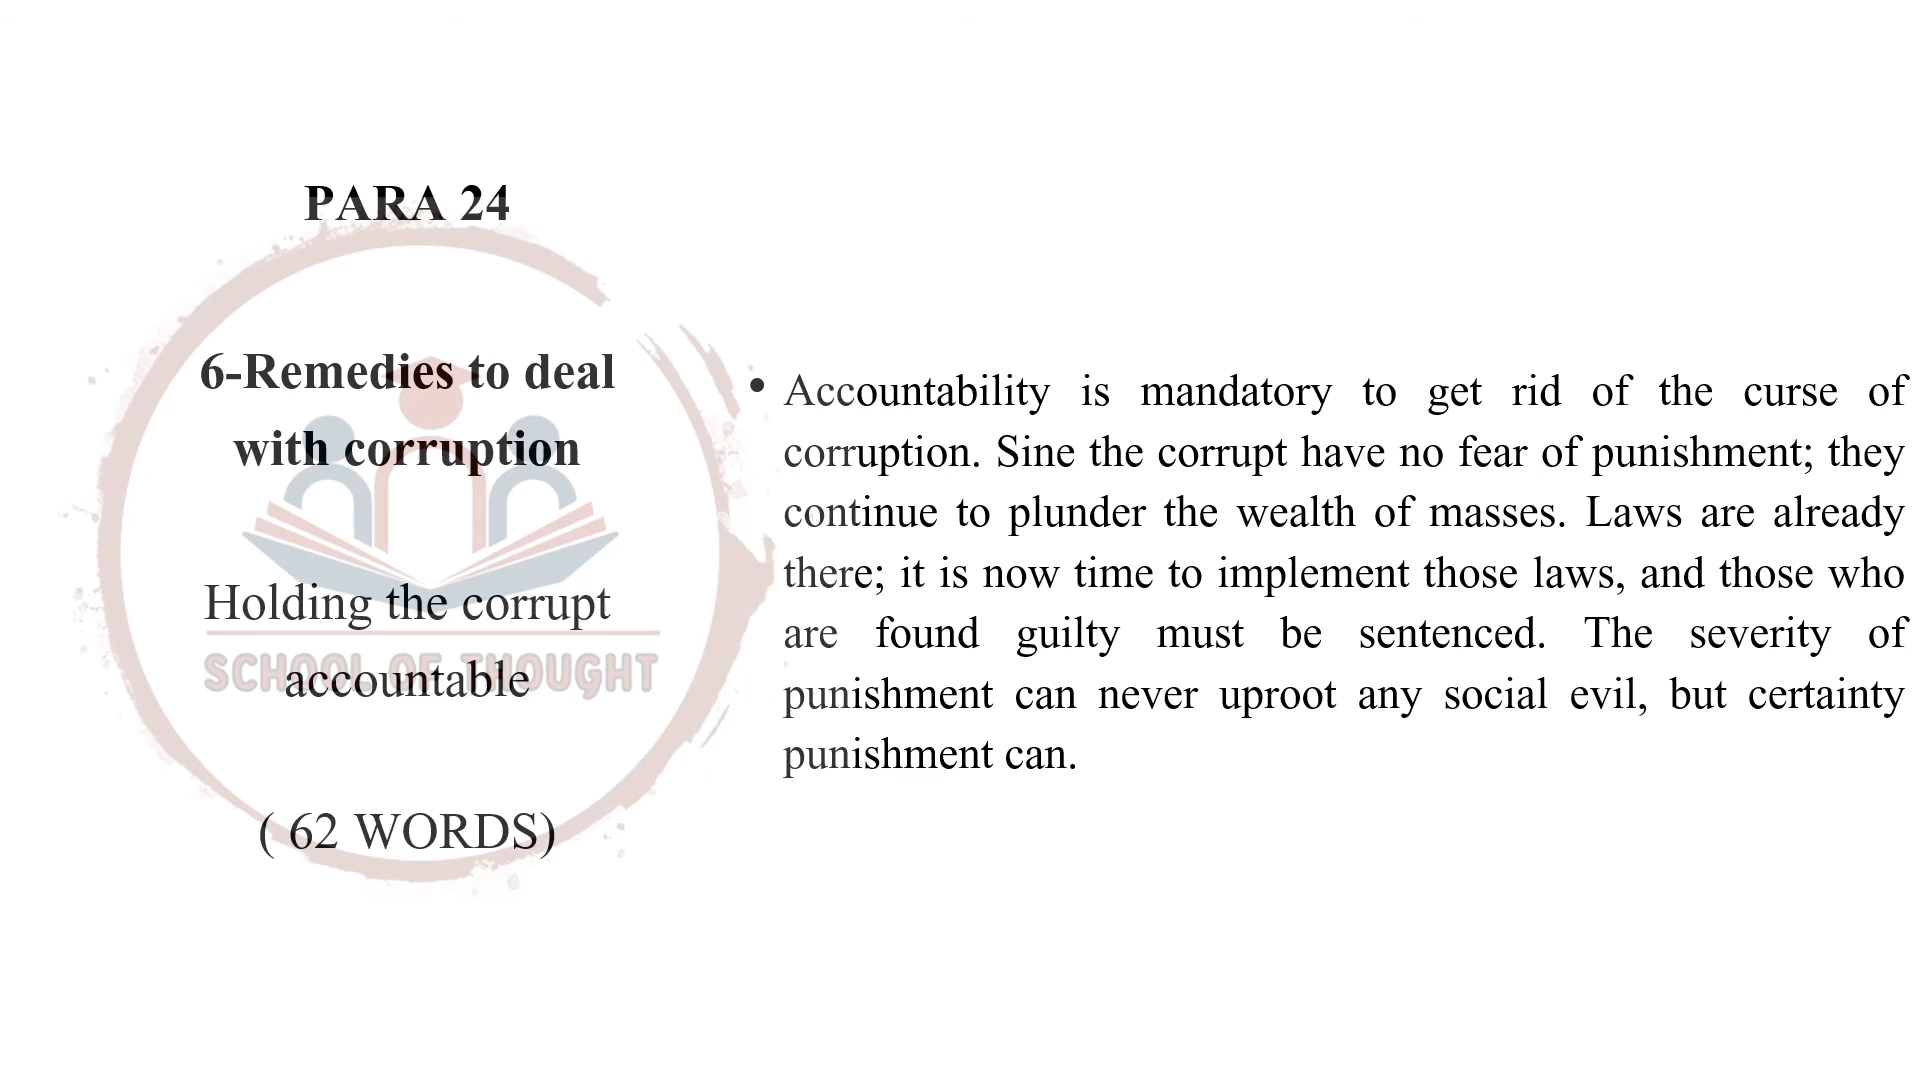 PARA 24
6-Remedies to deal
with corruption
Holding the corrupt
SCHOOL OF THOUGHT
accountable
( 62 WORDS)
• Accountability is mandatory to get rid of the curse of
corruption. Sine the corrupt have no fear of punishment; they
continue to plunder the wealth of masses. Laws are already
there; it is now time to implement those laws, and those who
are found guilty must be sentenced. The severity of
punishment can never uproot any social evil, but certainty
punishment can.